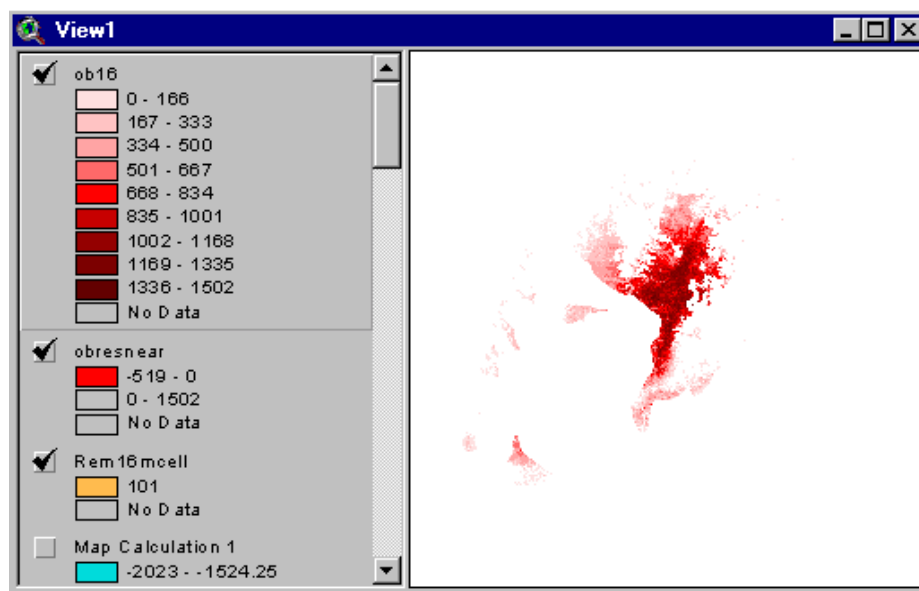 View1
ob16
0 - 166
167 - 333
334 - 500
501 - 667
668 - 834
835 - 1001
1002 - 1168
1169 - 1335
1336 - 1502
No Data
obresnear
-519 - 0
0 - 1502
No Data
Rem16mcell
101
No Data
Map Calculation 1
-2023 - -1524.25